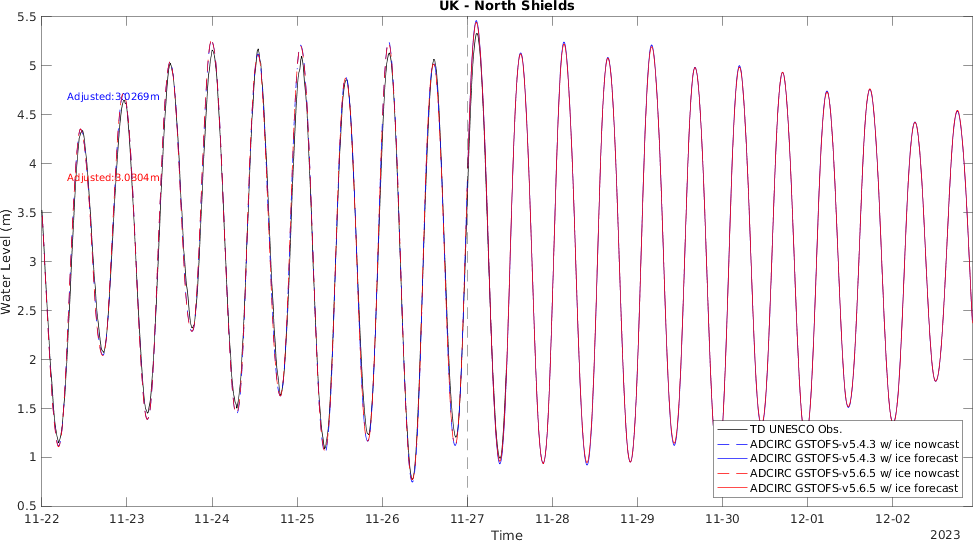 UK - North Shields
5.5
5
4.5
4
3.5
3
2.5
2
1.5
1
0.5
Water Level (m)
Adjusted:3.0269m
Adjusted:3.0804m
TD UNESCO Obs.
ADCIRC GSTOFS-v5.4.3 w/ ice nowcast
ADCIRC GSTOFS-v5.4.3 w/ ice forecast
ADCIRC GSTOFS-v5.6.5 w/ ice nowcast
ADCIRC GSTOFS-v5.6.5 w/ ice forecast
11-22 11-23 11-24 11-25 11-26 11-27 11-28 11-29 11-30 12-01 12-02
Time
2023